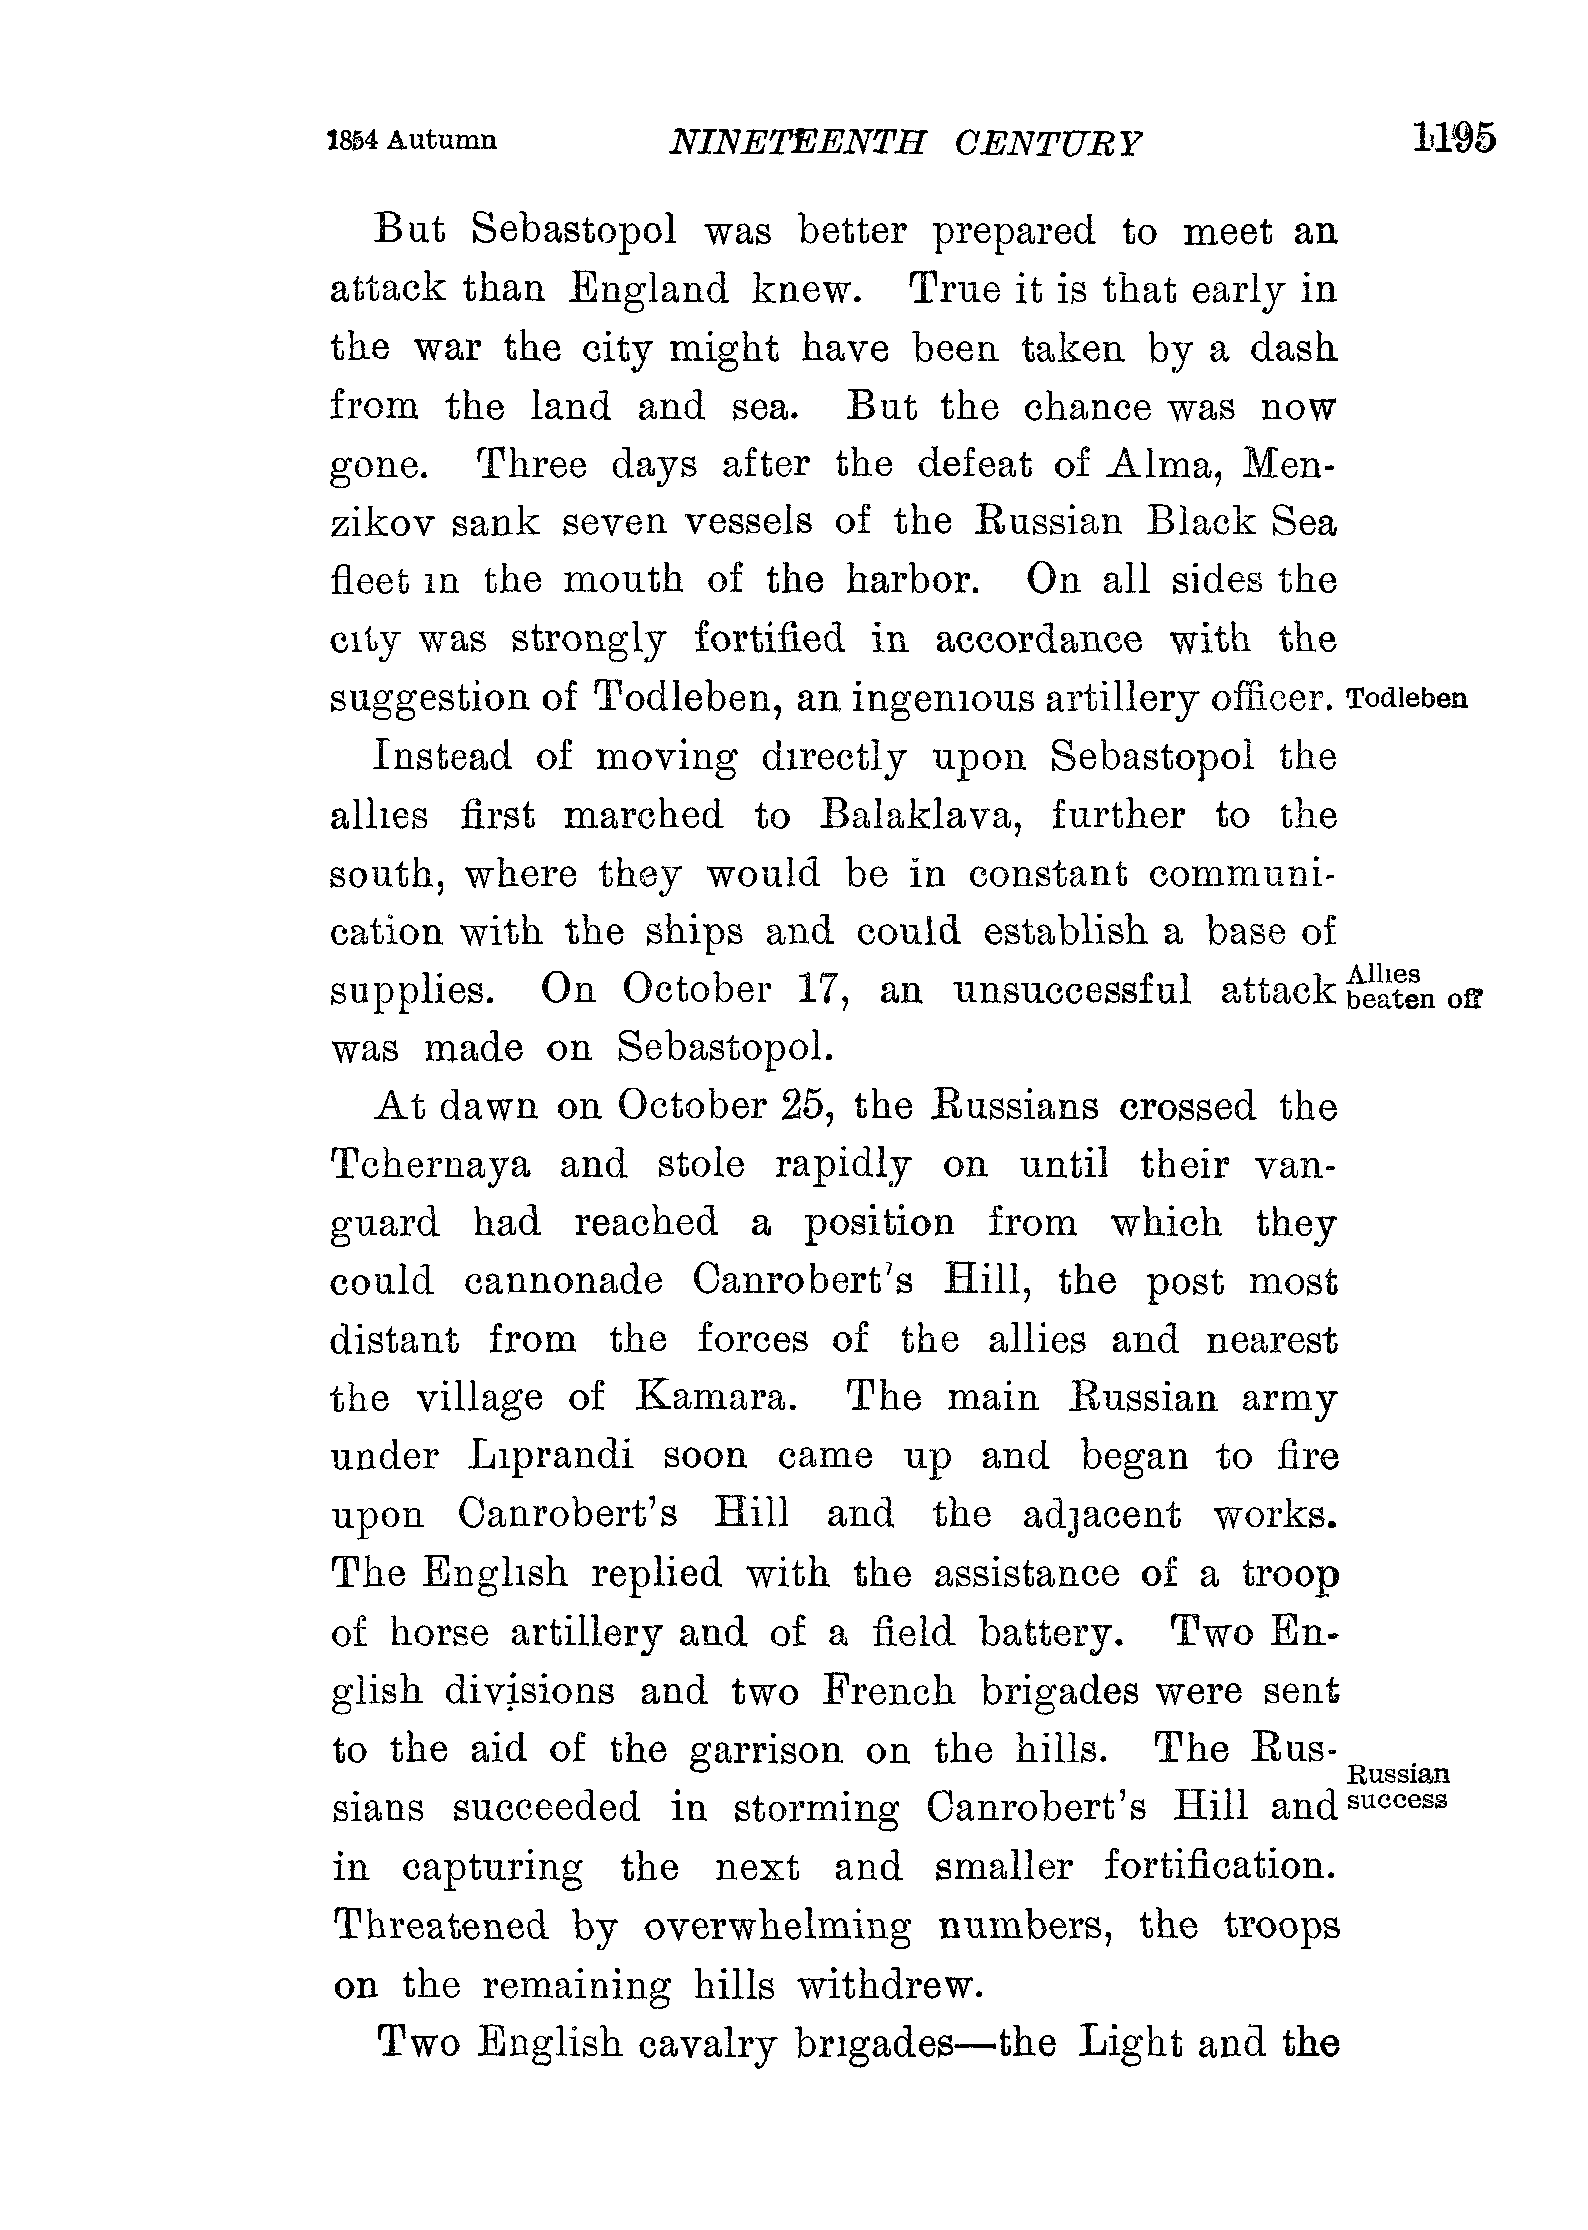 1854 Autumn NINETEENTH CENTURY 1195
But Sebastopol was better prepared to meet an
attack than England knew. True it is that early in
the war the city might have been taken by a dash
from the land and sea. But the chance was now
gone. Three days after the defeat of Alma, Men-
zikov sank seven vessels of the Russian Black Sea
fleet in the mouth of the harbor. On all sides the
city was strongly fortified in accordance with the
suggestion of Todleben, an ingenious artillery officer.
Todleben
Instead of moving directly upon Sebastopol the
allies first marched to Balaklava, further to the
south, where they would be in constant communi-
cation with the ships and could establish a base of
supplies. On October 17, an unsuccessful attack
Allies
beaten off
was made on Sebastopol.
At dawn on October 25, the Russians crossed the
Tchernaya and stole rapidly on until their van-
guard had reached a position from which they
could cannonade Canrobert's Hill, the post most
distant from the forces of the allies and nearest
the village of Kamara. The main Russian army
under Liprandi soon came up and began to fire
upon Canrobert's Hill and the adjacent works.
The English replied with the assistance of a troop
of horse artillery and of a field battery. Two En-
glish divisions and two French brigades were sent
to the aid of the garrison on the hills. The Rus-
sians succeeded in storming Canrobert's Hill and
Russian
success
in capturing the next and smaller fortification.
Threatened by overwhelming numbers, the troops
on the remaining hills withdrew.
Two English cavalry brigades—the Light and the